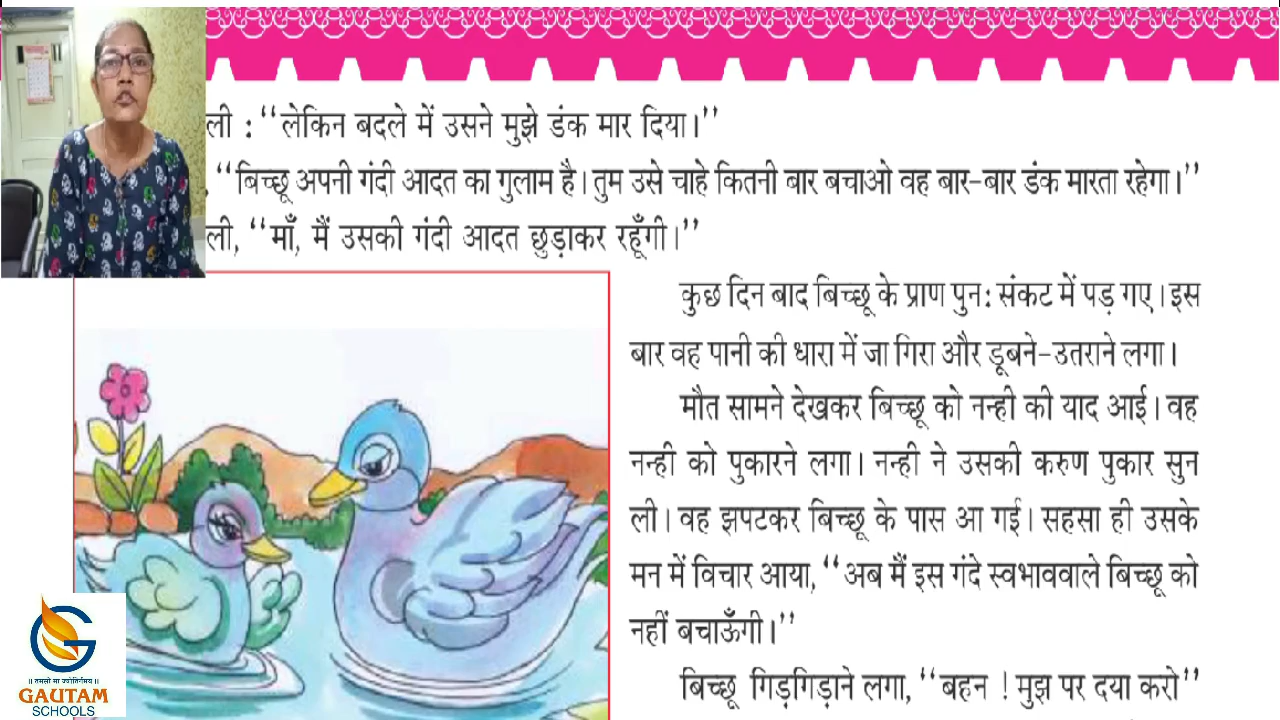 ली : ‘‘लेकिन बदले में उसने मुझे डंक मार दिया।’’
‘‘बिच्छू अपनी गंदी आदत का गुलाम है। तुम उसे चाहे कितनी बार बचाओ वह बार-बार डंक मारता रहेगा।’’
ली, ‘‘माँ, मैं उसकी गंदी आदत छुड़ाकर रहूँगी।’’
कुछ दिन बाद बिच्छू के प्राण पुन: संकट में पड़ गए। इस
बार वह पानी की धारा में जा गिरा और डूबने-उतराने लगा।
मौत सामने देखकर बिच्छू को नन्ही की याद आई। वह
नन्ही को पुकारने लगा। नन्ही ने उसकी करुण पुकार सुन
ली। वह झपटकर बिच्छू के पास आ गई। सहसा ही उसके
मन में विचार आया, ‘‘अब मैं इस गंदे स्वभाववाले बिच्छू को
नहीं बचाऊँगी।’’
बिच्छू गिड़गिड़ाने लगा, ‘‘बहन ! मुझ पर दया करो’’
॥ तमसो मा ज्योतिर्गमय ॥
GAUTAM
SCHOOLS